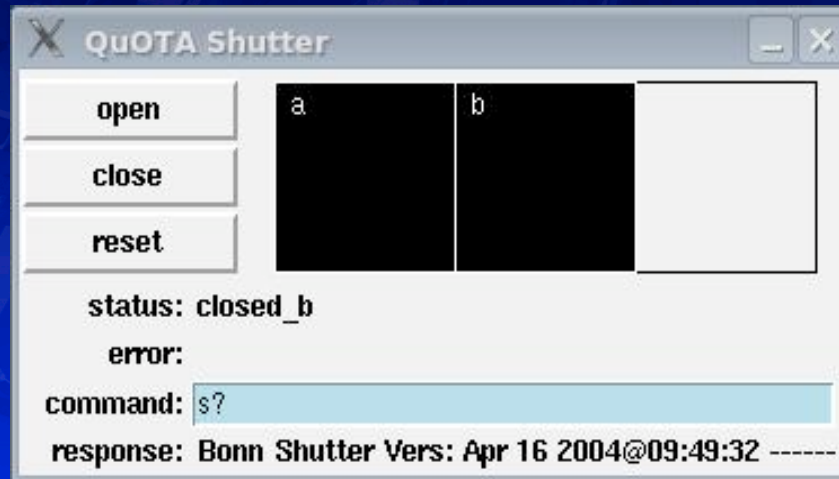 QuOTA Shutter
open
a
b
close
reset
status: closed_b
error:
command: s?
response: Bonn Shutter Vers: Apr 16 2004@09:49:32 ------